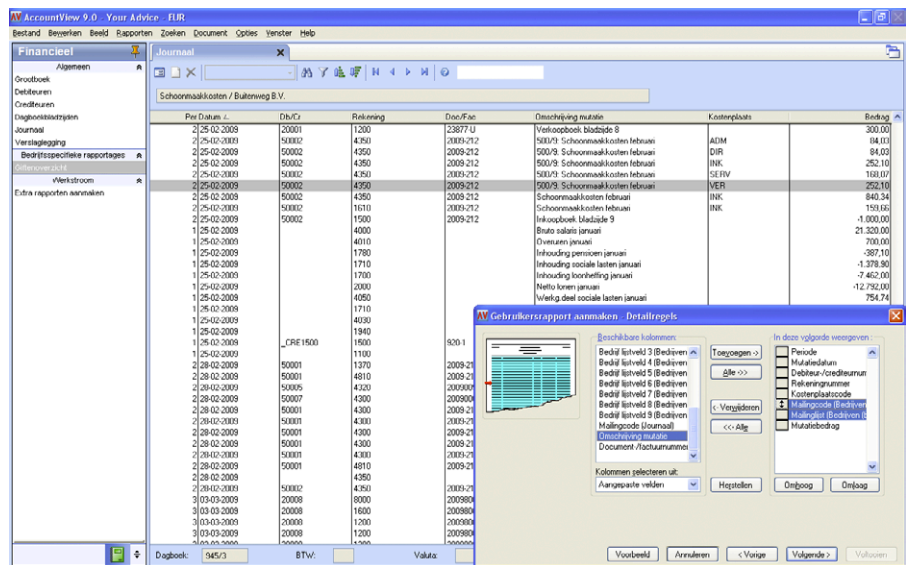 AccountView 9.0 - Your Advice - EUR
Bestand Bewerken Beeld Rapporten Zoeken Document Opties Venster Help
Financieel
Algemeen
Grootboek
Debiteuren
Crediteuren
Dagboekbladzijden
Journaal
Verslaglegging
Bedrijfsspecifieke rapportages
Werkstroom
Extra rapporten aanmaken
Journaal
Schoonmaakkosten / Buitenweg B.V.
Per Datum Db/Cr Rekening Doc/Fac Omschrijving mutatie Kostenplaats Bedrag
2 25-02-2009 20001 1200 23877-U Verkoopboek bladzijde 8 300,00
2 25-02-2009 50002 4350 2009-212 500/9: Schoonmaakkosten februari ADM 84,03
2 25-02-2009 50002 4350 2009-212 500/9: Schoonmaakkosten februari DIR 84,03
2 25-02-2009 50002 4350 2009-212 500/9: Schoonmaakkosten februari INK 252,10
2 25-02-2009 50002 4350 2009-212 500/9: Schoonmaakkosten februari SERV 168,07
2 25-02-2009 50002 4350 2009-212 500/9: Schoonmaakkosten februari VER 252,10
2 25-02-2009 50002 4350 2009-212 Schoonmaakkosten februari INK 840,34
2 25-02-2009 50002 1610 2009-212 Schoonmaakkosten februari INK 159,66
2 25-02-2009 50002 1500 2009-212 Inkoopboek bladzijde 9 -1.000,00
1 25-02-2009 4000 Bruto salaris januari 21.320,00
1 25-02-2009 4010 Overuren januari 700,00
1 25-02-2009 1780 Inhouding pensioen januari -387,10
1 25-02-2009 1710 Inhouding sociale lasten januari -1.378,90
1 25-02-2009 1700 Inhouding loonheffing januari -7.462,00
1 25-02-2009 2000 Netto lonen januari -12.792,00
1 25-02-2009 4050 Werkg.deel sociale lasten januari 754,74
1 25-02-2009 1710
1 25-02-2009 4030
1 25-02-2009 1940
1 25-02-2009 _CRE1500 1500 920-1
1 25-02-2009 1100
2 28-02-2009 50001 1370 2009-21
2 28-02-2009 50001 4810 2009-21
2 28-02-2009 50005 4320
2 28-02-2009 50007 4300
2 28-02-2009 50001 4300 2009-21
2 28-02-2009 50001 4300 2009-21
2 28-02-2009 50001 4300 2009-21
2 28-02-2009 50001 4300 2009-21
2 28-02-2009 50001 4810 2009-21
2 28-02-2009 4350
2 28-02-2009 50002 4350 2009-21
3 03-03-2009 20008 8000 200980
3 03-03-2009 20008 1600 200980
3 03-03-2009 20008 1200 200980
3 03-03-2009 20008 1200 200980
Dagboek: 945/3 BTW: Valuta:
Gebruikersrapport aanmaken - Detailregels
Beschikbare kolommen:
Bedrijf lijstveld 3 (Bedrijven
Bedrijf lijstveld 4 (Bedrijven
Bedrijf lijstveld 5 (Bedrijven
Bedrijf lijstveld 6 (Bedrijven
Bedrijf lijstveld 7 (Bedrijven
Bedrijf lijstveld 8 (Bedrijven
Bedrijf lijstveld 9 (Bedrijven
Mailingcode (Journaal)
Omschrijving mutatie
Document-/factuurnummer
Kolommen selecteren uit:
Aangepaste velden
Toevoegen ->
Alle ->>
<- Verwijderen
<<- Alle
Herstellen
In deze volgorde weergeven:
Periode
Mutatiedatum
Debiteur-/crediteurnum
Rekeningnummer
Kostenplaatscode
Mailingcode (Bedrijven
Mailinglijst (Bedrijven (b
Mutatiebedrag
Omhoog Omlaag
Voorbeeld Annuleren < Vorige Volgende > Voltooien